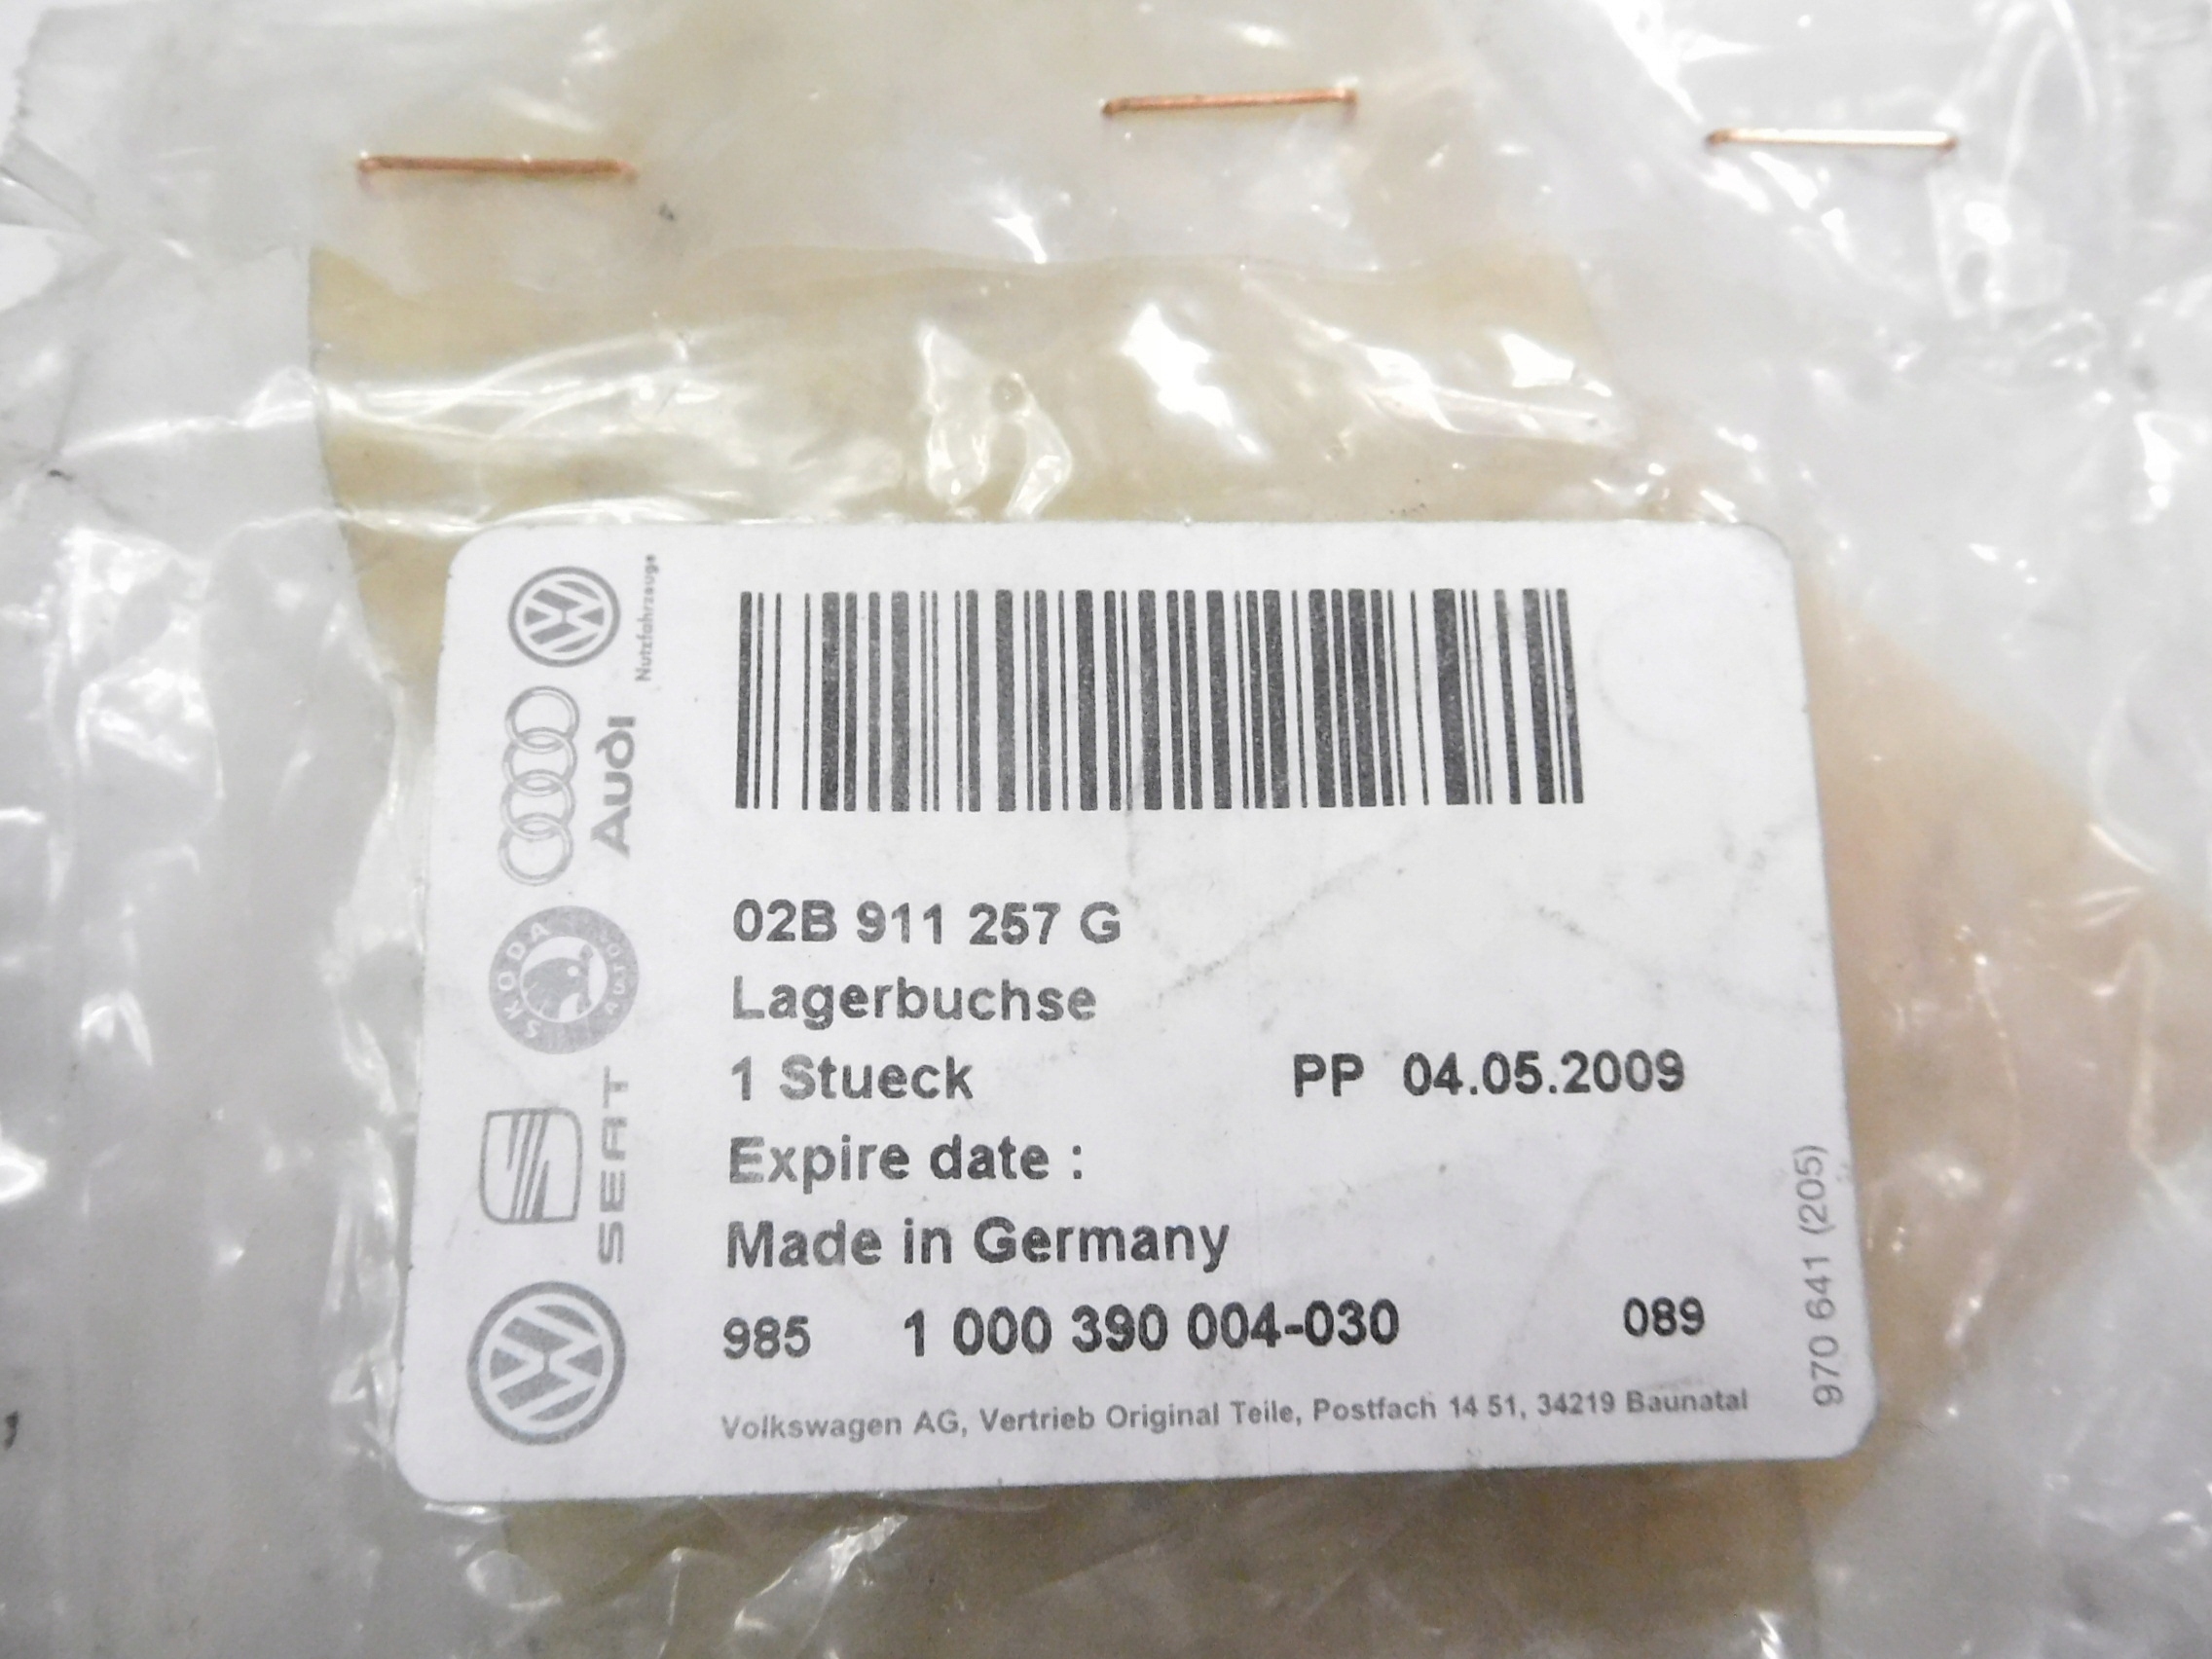 Nutzfahrzeuge
Audi
SKODA AUTO
SEAT
02B 911 257 G
Lagerbuchse
1 Stueck PP 04.05.2009
Expire date :
Made in Germany
985 1 000 390 004-030 089
Volkswagen AG, Vertrieb Original Teile, Postfach 14 51, 34219 Baunatal
970 641 (205)